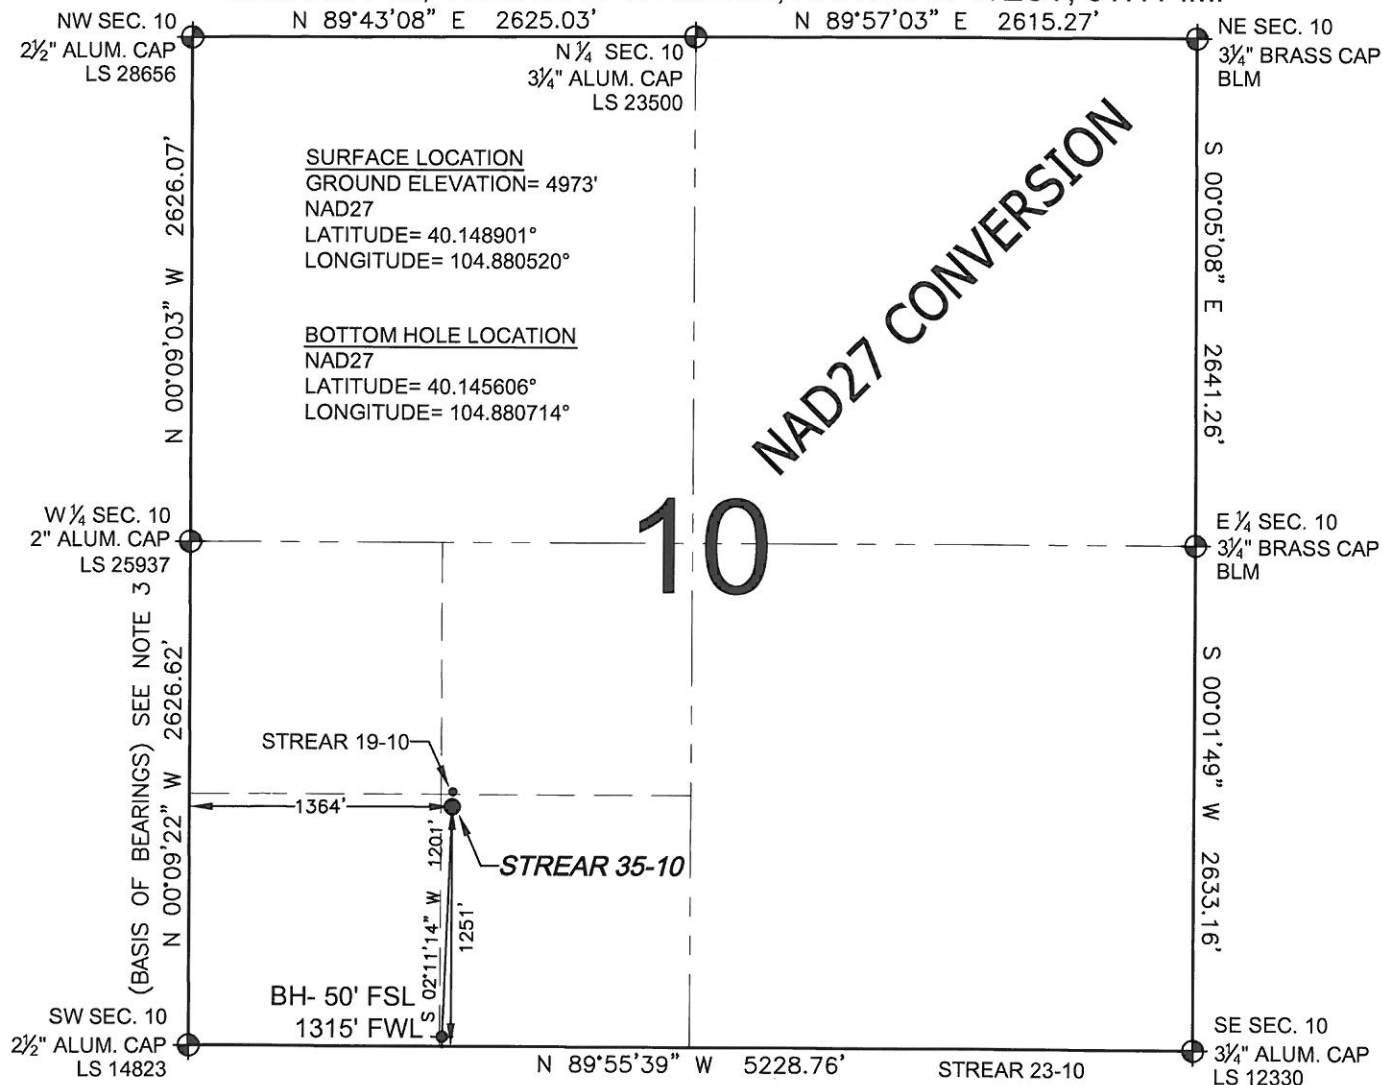 N 89°43'08" E 2625.03'
N 89°57'03" E 2615.27'
NW SEC. 10
2½" ALUM. CAP
LS 28656
N ¼ SEC. 10
3¼" ALUM. CAP
LS 23500
NE SEC. 10
3¼" BRASS CAP
BLM
N 00°09'03" W 2626.07'
SURFACE LOCATION
GROUND ELEVATION= 4973'
NAD27
LATITUDE= 40.148901°
LONGITUDE= 104.880520°
BOTTOM HOLE LOCATION
NAD27
LATITUDE= 40.145606°
LONGITUDE= 104.880714°
NAD27 CONVERSION
S 00°05'08" E 2641.26'
W ¼ SEC. 10
2" ALUM. CAP
LS 25937
10
E ¼ SEC. 10
3¼" BRASS CAP
BLM
(BASIS OF BEARINGS) SEE NOTE 3
N 00°09'22" W 2626.62'
STREAR 19-10
1364'
STREAR 35-10
S 02°11'14" W 1201'
1251'
S 00°01'49" W 2633.16'
BH- 50' FSL
1315' FWL
SW SEC. 10
2½" ALUM. CAP
LS 14823
N 89°55'39" W 5228.76'
STREAR 23-10
SE SEC. 10
3¼" ALUM. CAP
LS 12330